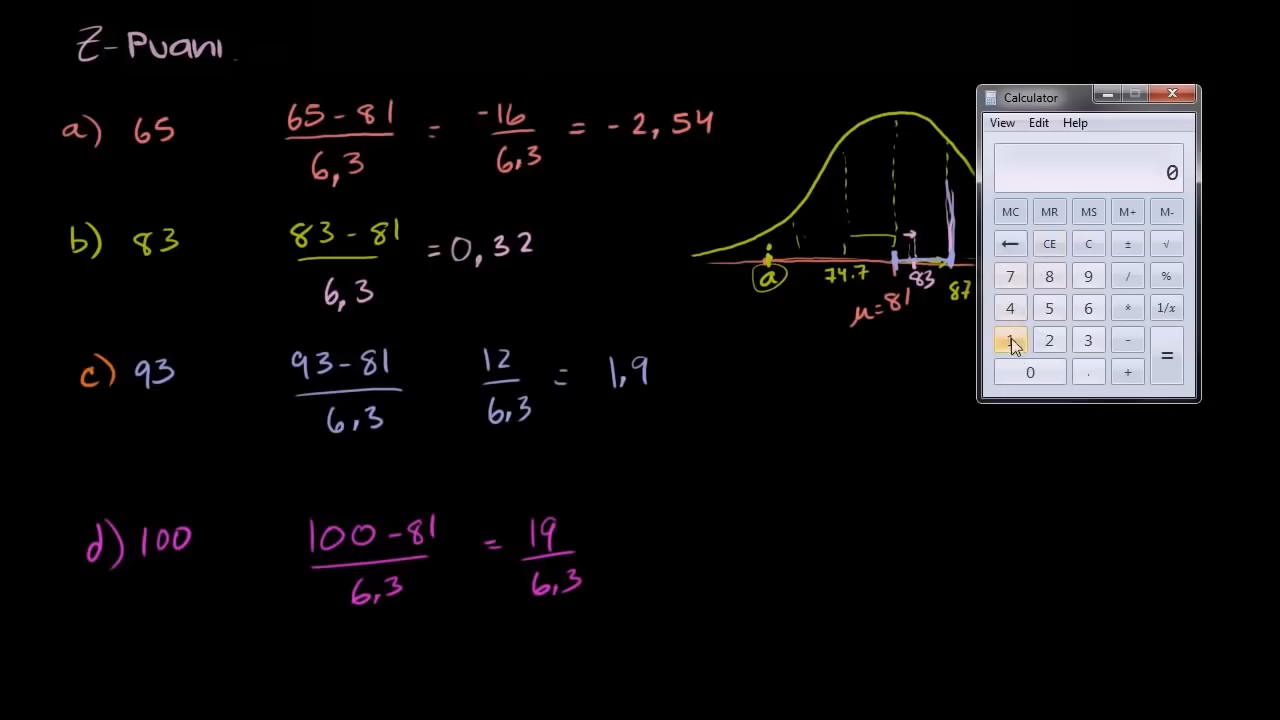 Z-Puanı
a) 65 65 - 81 / 6,3 = -16 / 6,3 = -2,54
b) 83 83 - 81 / 6,3 = 0,32
c) 93 93 - 81 / 6,3 12 / 6,3 = 1,9
d) 100 100 - 81 / 6,3 = 19 / 6,3
a 74.7 83 87
μ = 81
Calculator
View Edit Help
0
MC MR MS M+ M-
← CE C ± √
7 8 9 / %
4 5 6 * 1/x
1 2 3 - =
0 . +